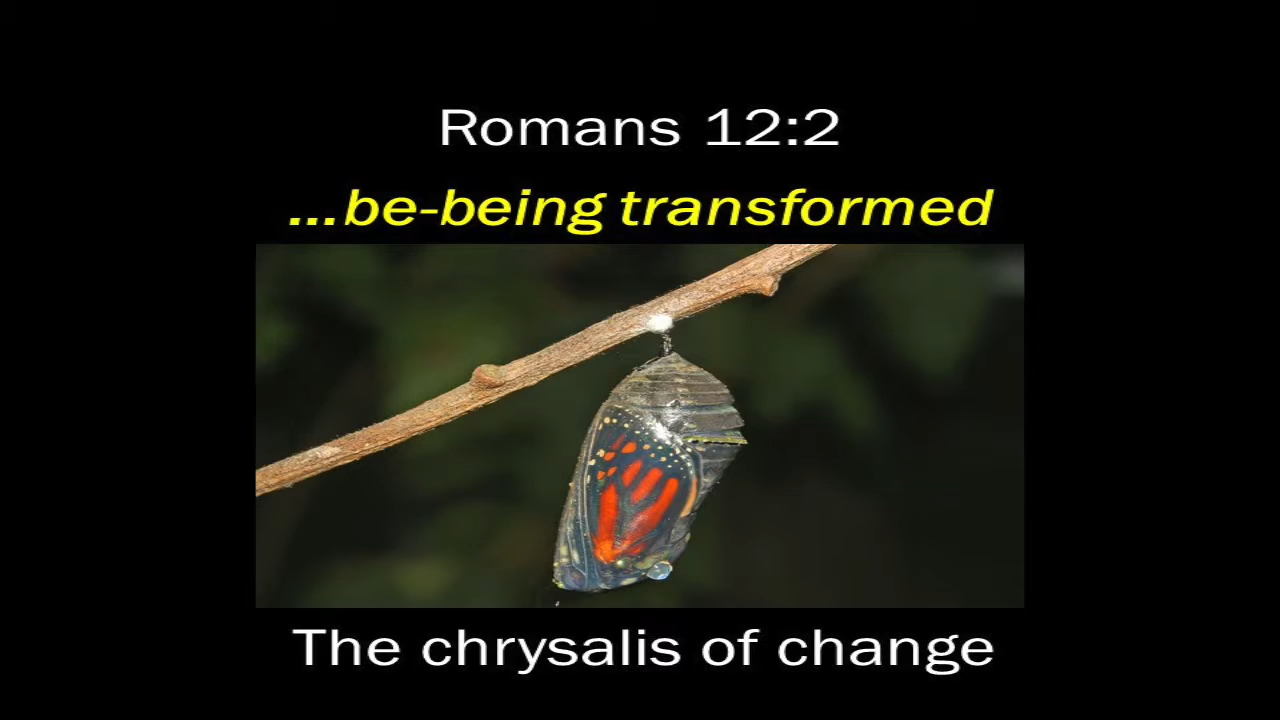 Romans 12:2
...be-being transformed
The chrysalis of change